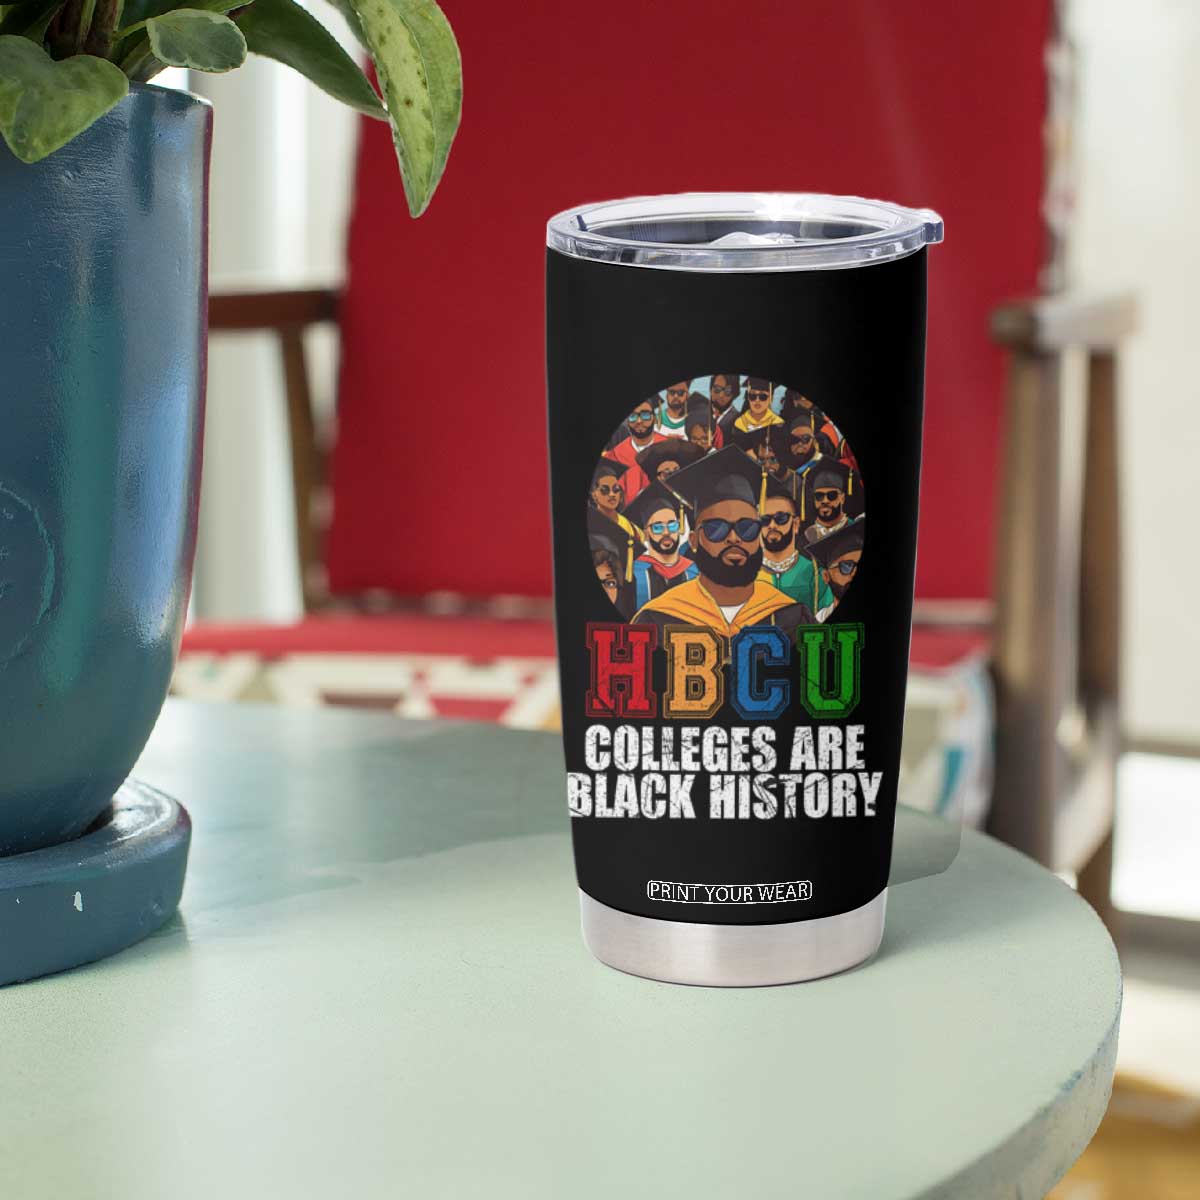 HBCU
COLLEGES ARE
BLACK HISTORY
PRINT YOUR WEAR